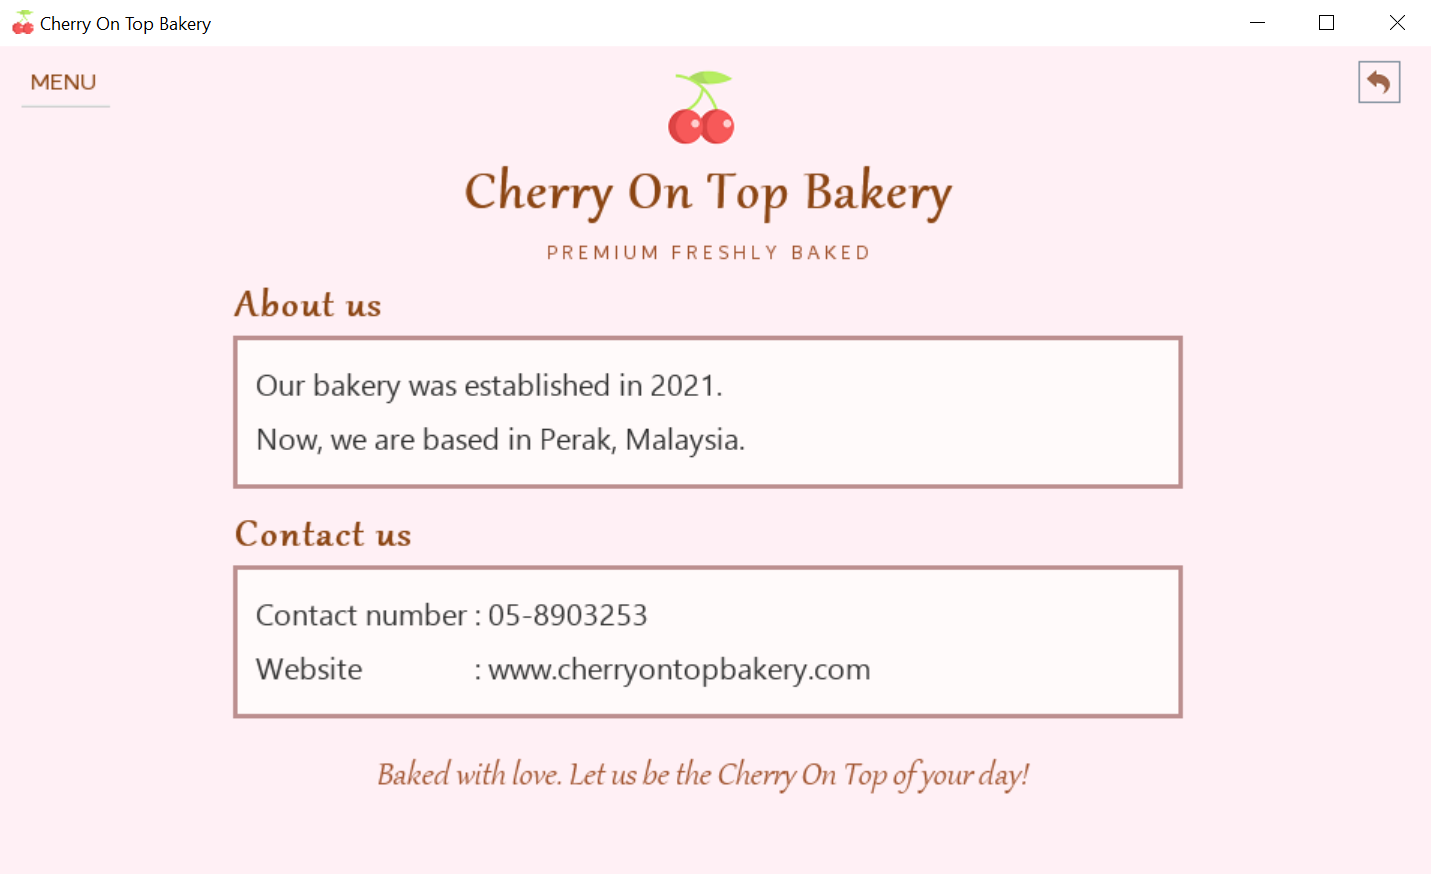 Cherry On Top Bakery
MENU
Cherry On Top Bakery
PREMIUM FRESHLY BAKED
About us
Our bakery was established in 2021.
Now, we are based in Perak, Malaysia.
Contact us
Contact number : 05-8903253
Website : www.cherryontopbakery.com
Baked with love. Let us be the Cherry On Top of your day!